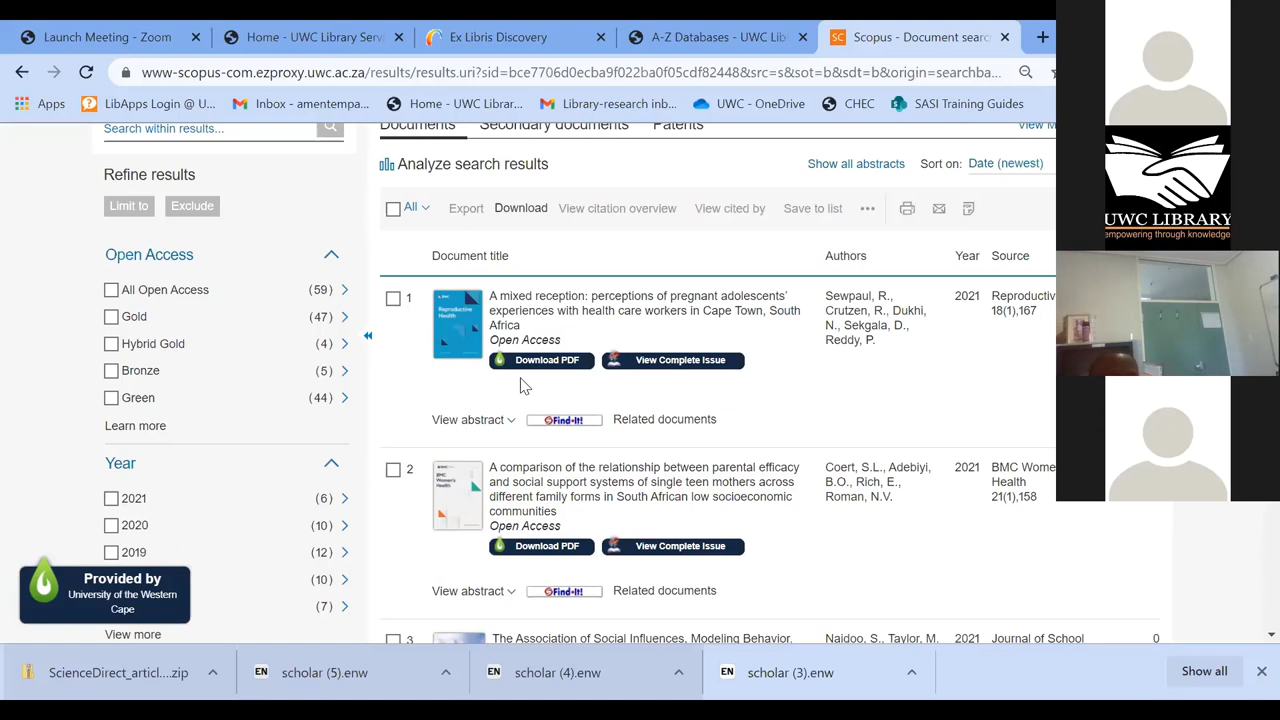 Launch Meeting - Zoom
Home - UWC Library Serv
Ex Libris Discovery
A-Z Databases - UWC Lib
SC Scopus - Document searc
www-scopus-com.ezproxy.uwc.ac.za/results/results.uri?sid=bce7706d0ecba9f022ba0f05cdf82448&src=s&sot=b&sdt=b&origin=searchba...
Apps
LibApps Login @ U...
Inbox - amentempa...
Home - UWC Librar...
Library-research inb...
UWC - OneDrive
CHEC
SASI Training Guides
Search within results...
Documents Secondary documents Patents
Refine results
Limit to Exclude
Open Access
All Open Access (59)
Gold (47)
Hybrid Gold (4)
Bronze (5)
Green (44)
Learn more
Year
2021 (6)
2020 (10)
2019 (12)
(10)
(7)
View more
Provided by
University of the Western
Cape
Analyze search results
Show all abstracts Sort on: Date (newest)
All Export Download View citation overview View cited by Save to list •••
Document title Authors Year Source
1
A mixed reception: perceptions of pregnant adolescents'
experiences with health care workers in Cape Town, South
Africa
Open Access
Download PDF View Complete Issue
Sewpaul, R.,
Crutzen, R., Dukhi,
N., Sekgala, D.,
Reddy, P.
2021
Reproductiv
18(1),167
BMC
Reproductive
Health
View abstract Find-It! Related documents
2
A comparison of the relationship between parental efficacy
and social support systems of single teen mothers across
different family forms in South African low socioeconomic
communities
Open Access
Download PDF View Complete Issue
Coert, S.L., Adebiyi,
B.O., Rich, E.,
Roman, N.V.
2021
BMC Wome
Health
21(1),158
BMC
Women's
Health
View abstract Find-It! Related documents
3
The Association of Social Influences, Modeling Behavior,
Naidoo, S., Taylor, M.
2021
Journal of School
0
UWC LIBRARY
empowering through knowledge
ScienceDirect_articl....zip
EN scholar (5).enw
EN scholar (4).enw
EN scholar (3).enw
Show all